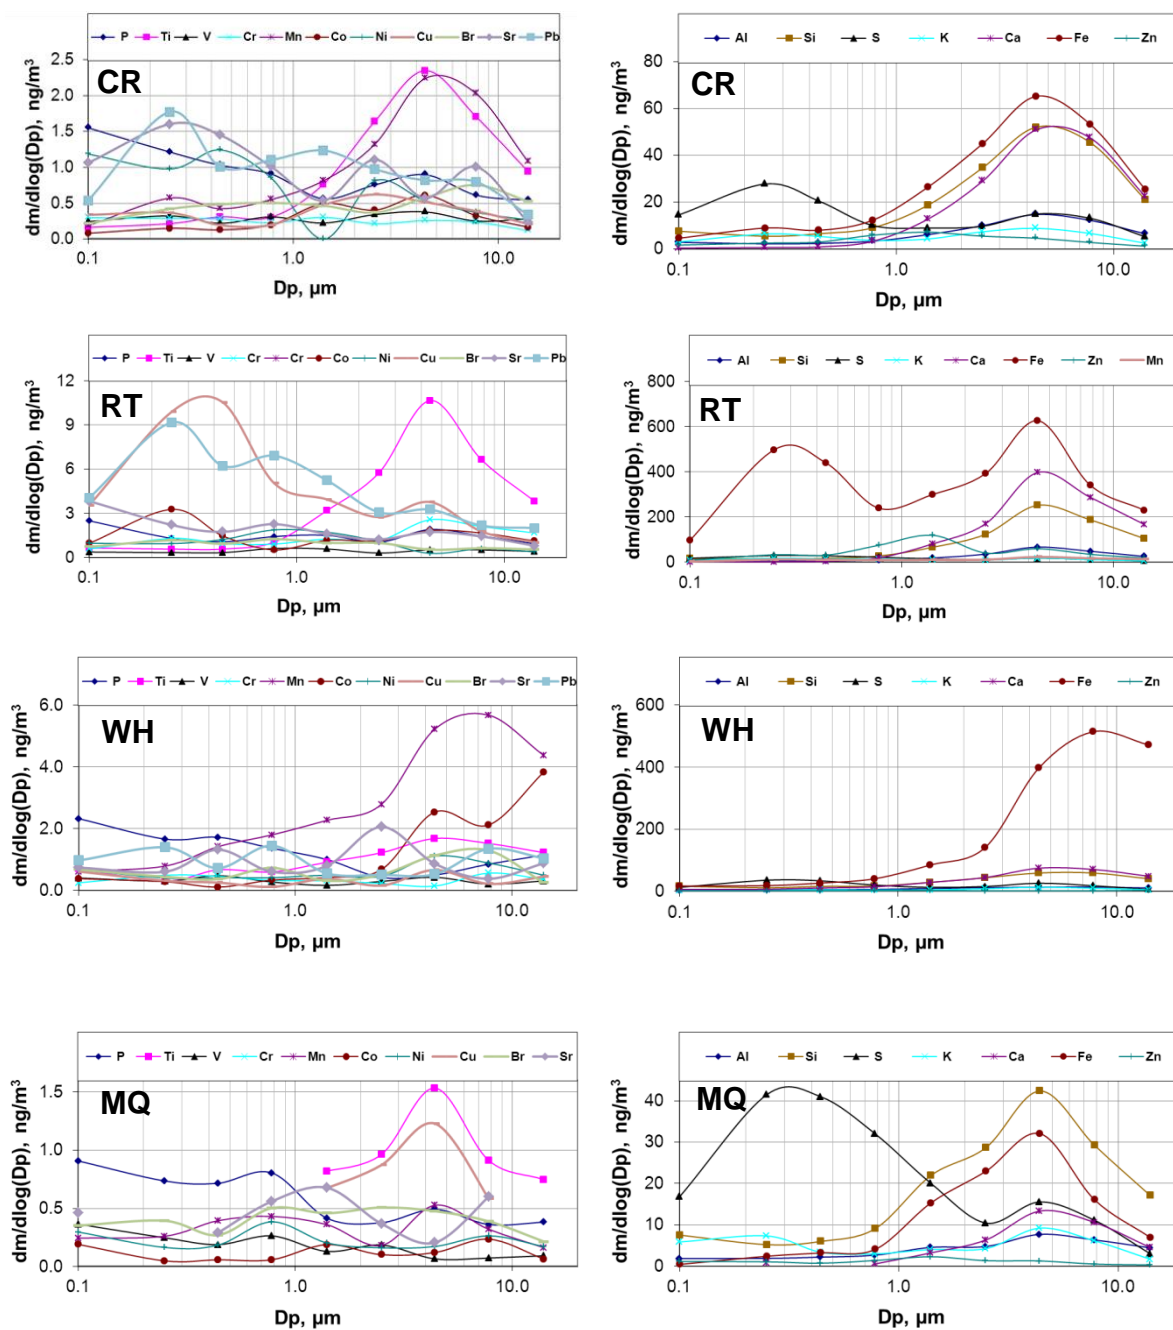 P Ti V Cr Mn Co Ni Cu Br Sr Pb
CR
dm/dlog(Dp), ng/m³
2.5
2.0
1.5
1.0
0.5
0.0
0.1 1.0 10.0
Dp, µm
Al Si S K Ca Fe Zn
CR
dm/dlog(Dp), ng/m³
80
60
40
20
0
0.1 1.0 10.0
Dp, µm
P Ti V Cr Cr Co Ni Cu Br Sr Pb
RT
dm/dlog(Dp), ng/m³
12
9
6
3
0
0.1 1.0 10.0
Dp, µm
Al Si S K Ca Fe Zn Mn
RT
dm/dlog(Dp), ng/m³
800
600
400
200
0
0.1 1.0 10.0
Dp, µm
P Ti V Cr Mn Co Ni Cu Br Sr Pb
WH
dm/dlog(Dp), ng/m³
6.0
4.0
2.0
0.0
0.1 1.0 10.0
Dp, µm
Al Si S K Ca Fe Zn
WH
dm/dlog(Dp), ng/m³
600
400
200
0
0.1 1.0 10.0
Dp, µm
P Ti V Cr Mn Co Ni Cu Br Sr
MQ
dm/dlog(Dp), ng/m³
1.5
1.0
0.5
0.0
0.1 1.0 10.0
Dp, µm
Al Si S K Ca Fe Zn
MQ
dm/dlog(Dp), ng/m³
40
30
20
10
0
0.1 1.0 10.0
Dp, µm